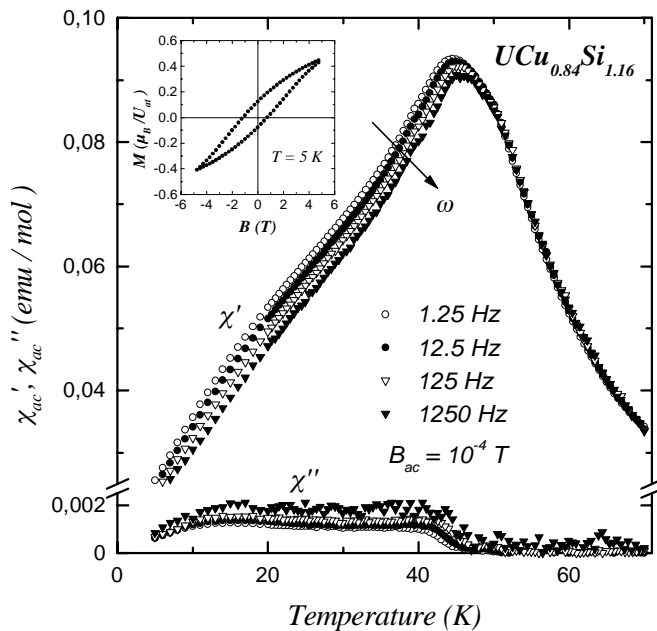 UCu0.84Si1.16
0,10
0,08
0,06
0,04
0,002
0
χac', χac'' (emu / mol)
0.6
0.4
0.2
0.0
-0.2
-0.4
-0.6
M (μB/Uat)
T = 5 K
-6 -4 -2 0 2 4 6
B (T)
ω
χ'
1.25 Hz
12.5 Hz
125 Hz
1250 Hz
Bac = 10-4 T
χ''
0 20 40 60
Temperature (K)